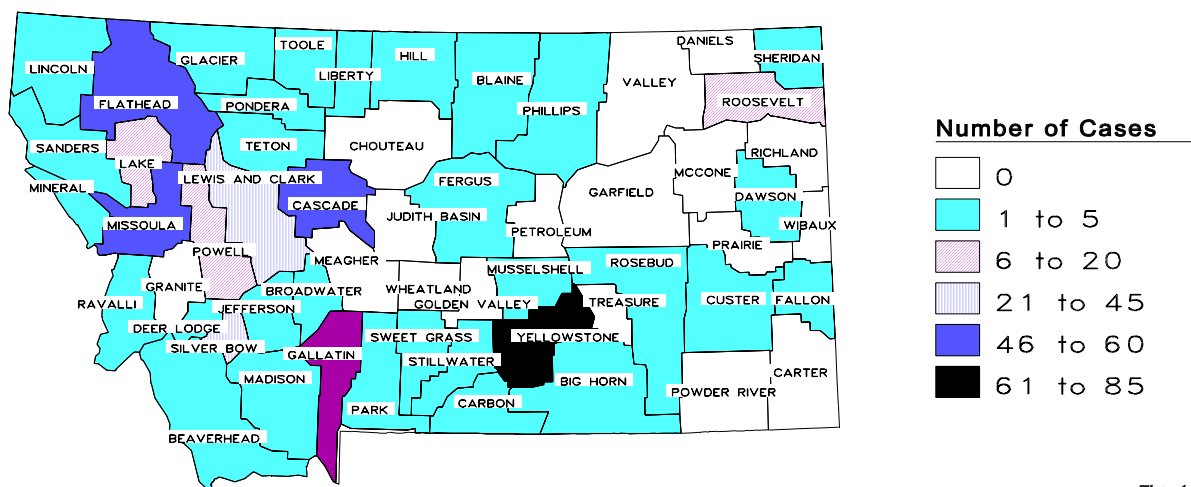 DANIELS
TOOLE
SHERIDAN
GLACIER
HILL
LINCOLN
LIBERTY
BLAINE
VALLEY
FLATHEAD
PONDERA
PHILLIPS
ROOSEVELT
Number of Cases
SANDERS
TETON
CHOUTEAU
RICHLAND
LAKE
MCCONE
0
MINERAL
LEWIS AND CLARK
FERGUS
GARFIELD
DAWSON
CASCADE
1 to 5
MISSOULA
JUDITH BASIN
WIBAUX
PETROLEUM
POWELL
PRAIRIE
6 to 20
MEAGHER
MUSSELSHELL
ROSEBUD
GRANITE
BROADWATER
WHEATLAND
RAVALLI
JEFFERSON
GOLDEN VALLEY
TREASURE
CUSTER
FALLON
21 to 45
DEER LODGE
SWEET GRASS
YELLOWSTONE
SILVER BOW
GALLATIN
STILLWATER
46 to 60
MADISON
BIG HORN
CARTER
POWDER RIVER
61 to 85
PARK
CARBON
BEAVERHEAD